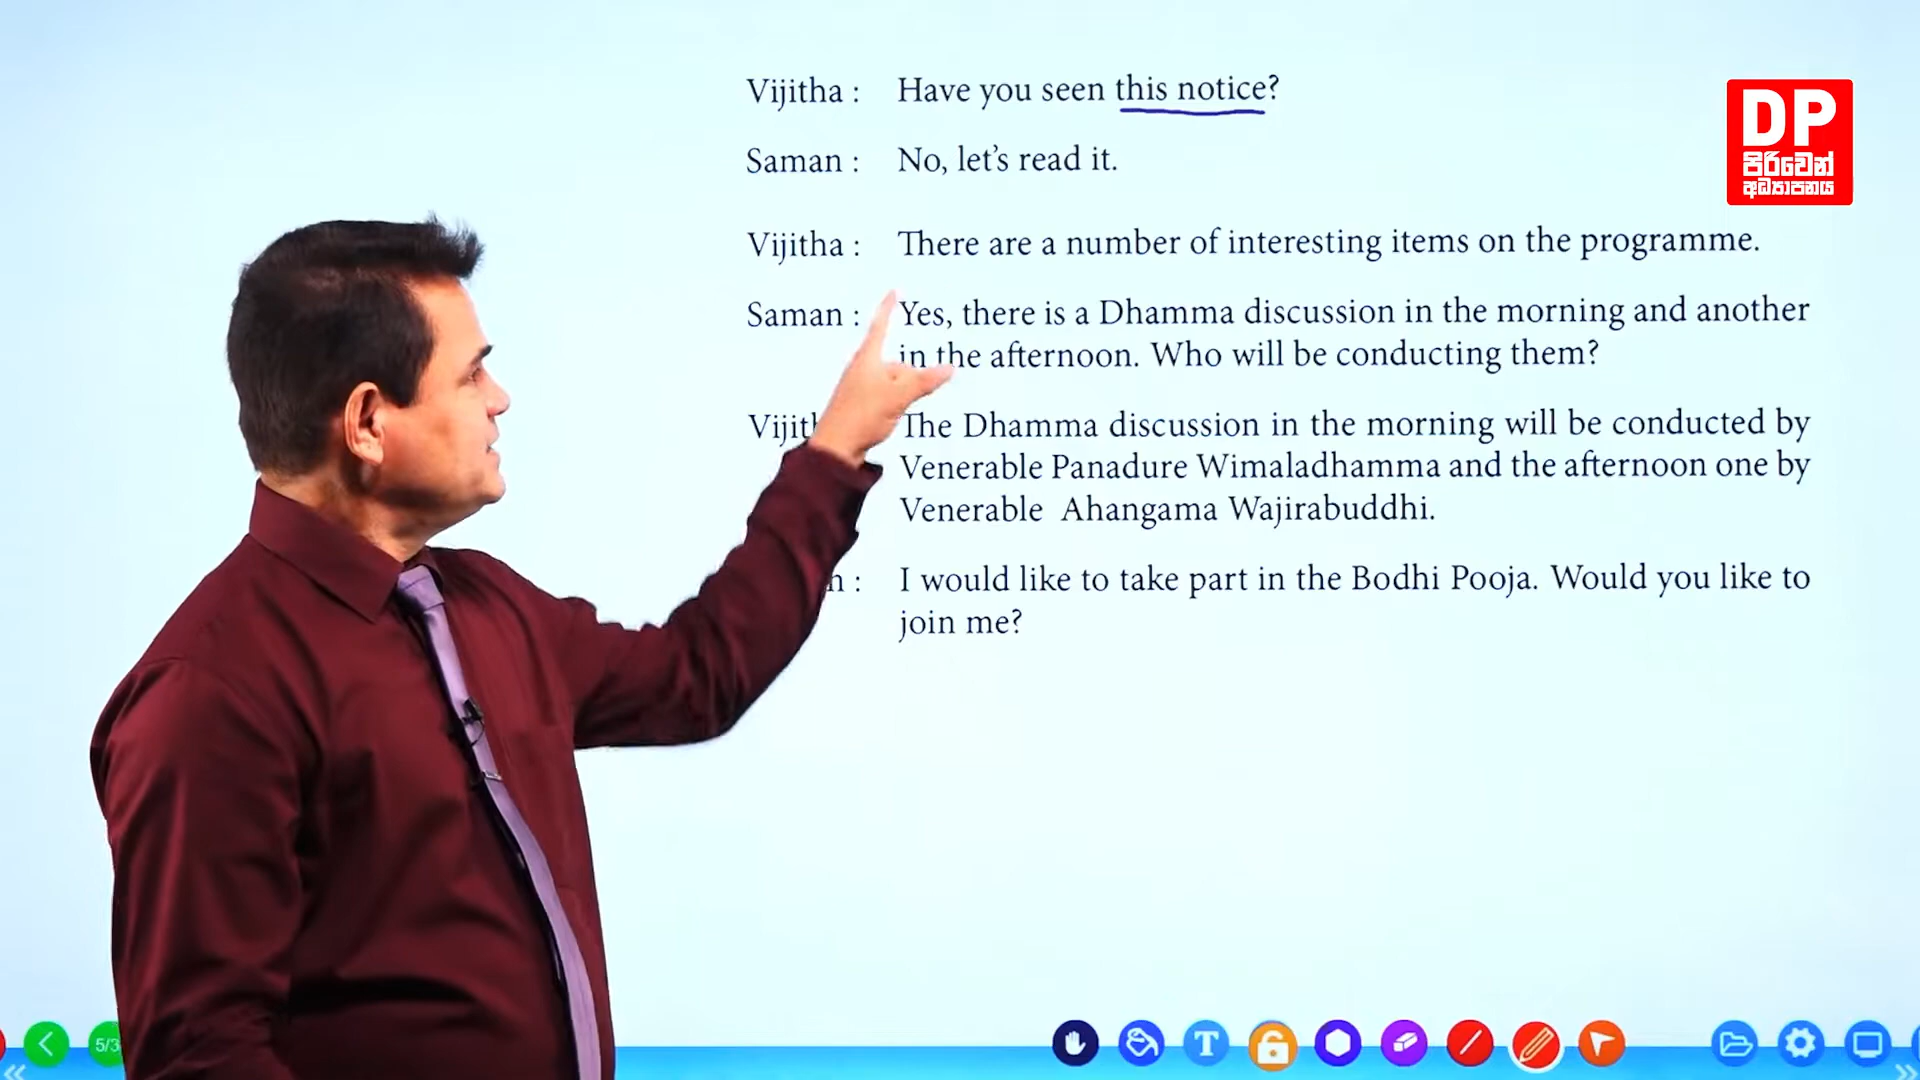 Vijitha : Have you seen this notice?
Saman : No, let's read it.
Vijitha : There are a number of interesting items on the programme.
Saman : Yes, there is a Dhamma discussion in the morning and another
in the afternoon. Who will be conducting them?
The Dhamma discussion in the morning will be conducted by
Venerable Panadure Wimaladhamma and the afternoon one by
Venerable Ahangama Wajirabuddhi.
I would like to take part in the Bodhi Pooja. Would you like to
join me?
DP
පිරිවෙන්
අධ්‍යාපනය
5/3
T